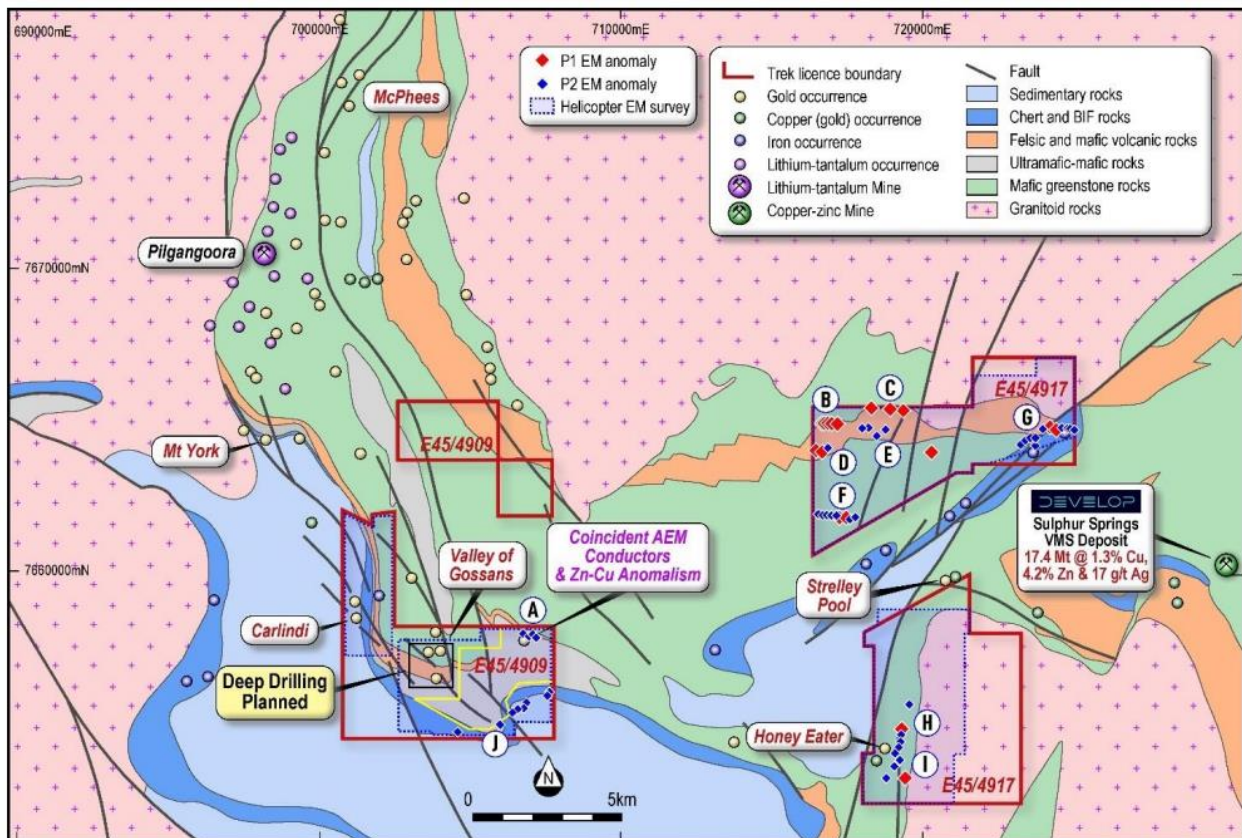 690000mE
700000mE
710000mE
720000mE
P1 EM anomaly
P2 EM anomaly
Helicopter EM survey
Trek licence boundary
Gold occurrence
Copper (gold) occurrence
Iron occurrence
Lithium-tantalum occurrence
Lithium-tantalum Mine
Copper-zinc Mine
Fault
Sedimentary rocks
Chert and BIF rocks
Felsic and mafic volcanic rocks
Ultramafic-mafic rocks
Mafic greenstone rocks
Granitoid rocks
McPhees
Pilgangoora
7670000mN
Mt York
E45/4909
B
C
E45/4917
G
D
E
F
DEVELOP
Sulphur Springs
VMS Deposit
17.4 Mt @ 1.3% Cu,
4.2% Zn & 17 g/t Ag
Coincident AEM
Conductors
& Zn-Cu Anomalism
Valley of
Gossans
7660000mN
Strelley
Pool
A
Carlindi
E45/4909
Deep Drilling
Planned
J
H
Honey Eater
I
E45/4917
N
0
5km